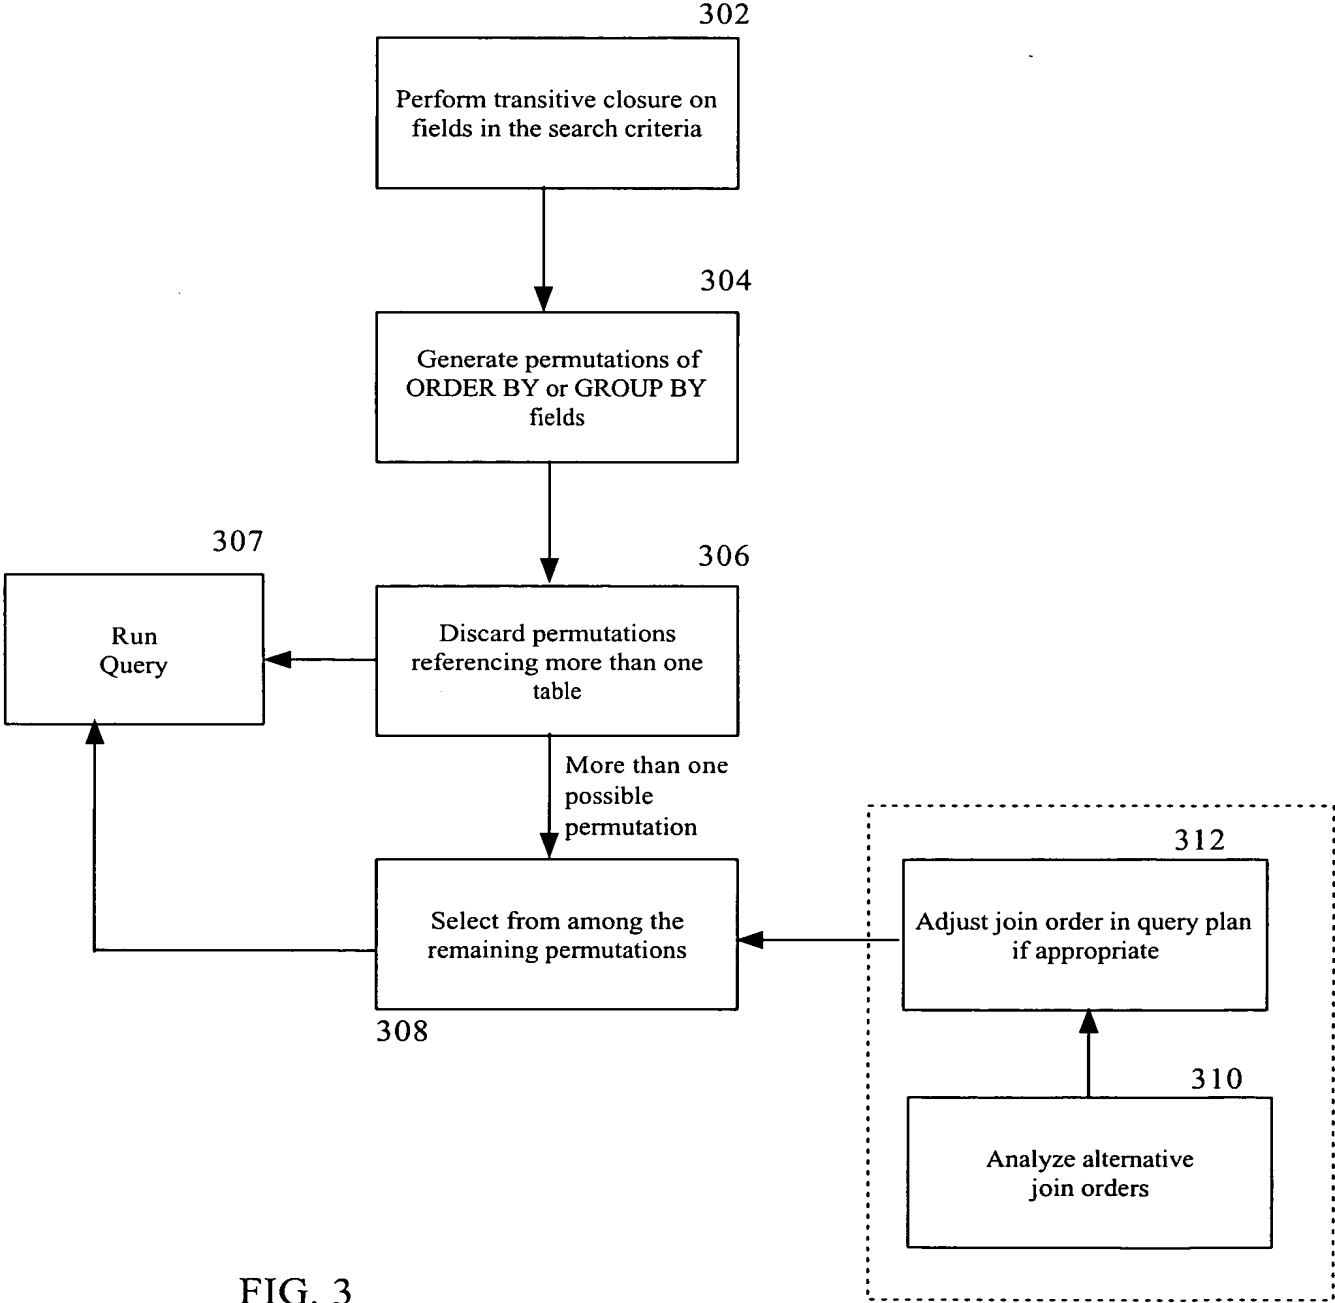 302
Perform transitive closure on
fields in the search criteria
304
Generate permutations of
ORDER BY or GROUP BY
fields
307
306
Run
Query
Discard permutations
referencing more than one
table
More than one
possible
permutation
312
Select from among the
remaining permutations
Adjust join order in query plan
if appropriate
308
310
Analyze alternative
join orders
FIG. 3